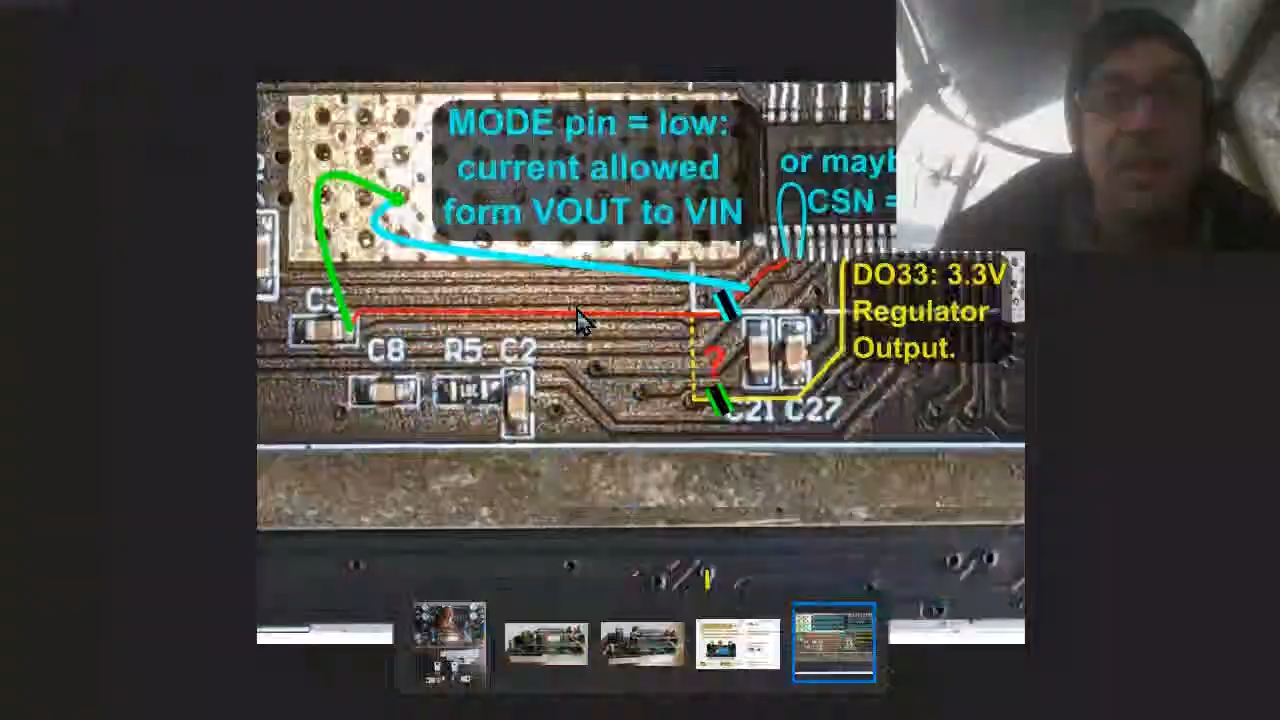 MODE pin = low:
current allowed
form VOUT to VIN
or mayb
CSN =
DO33: 3.3V
Regulator
Output.
C8 R5 C2
?
C21 C27